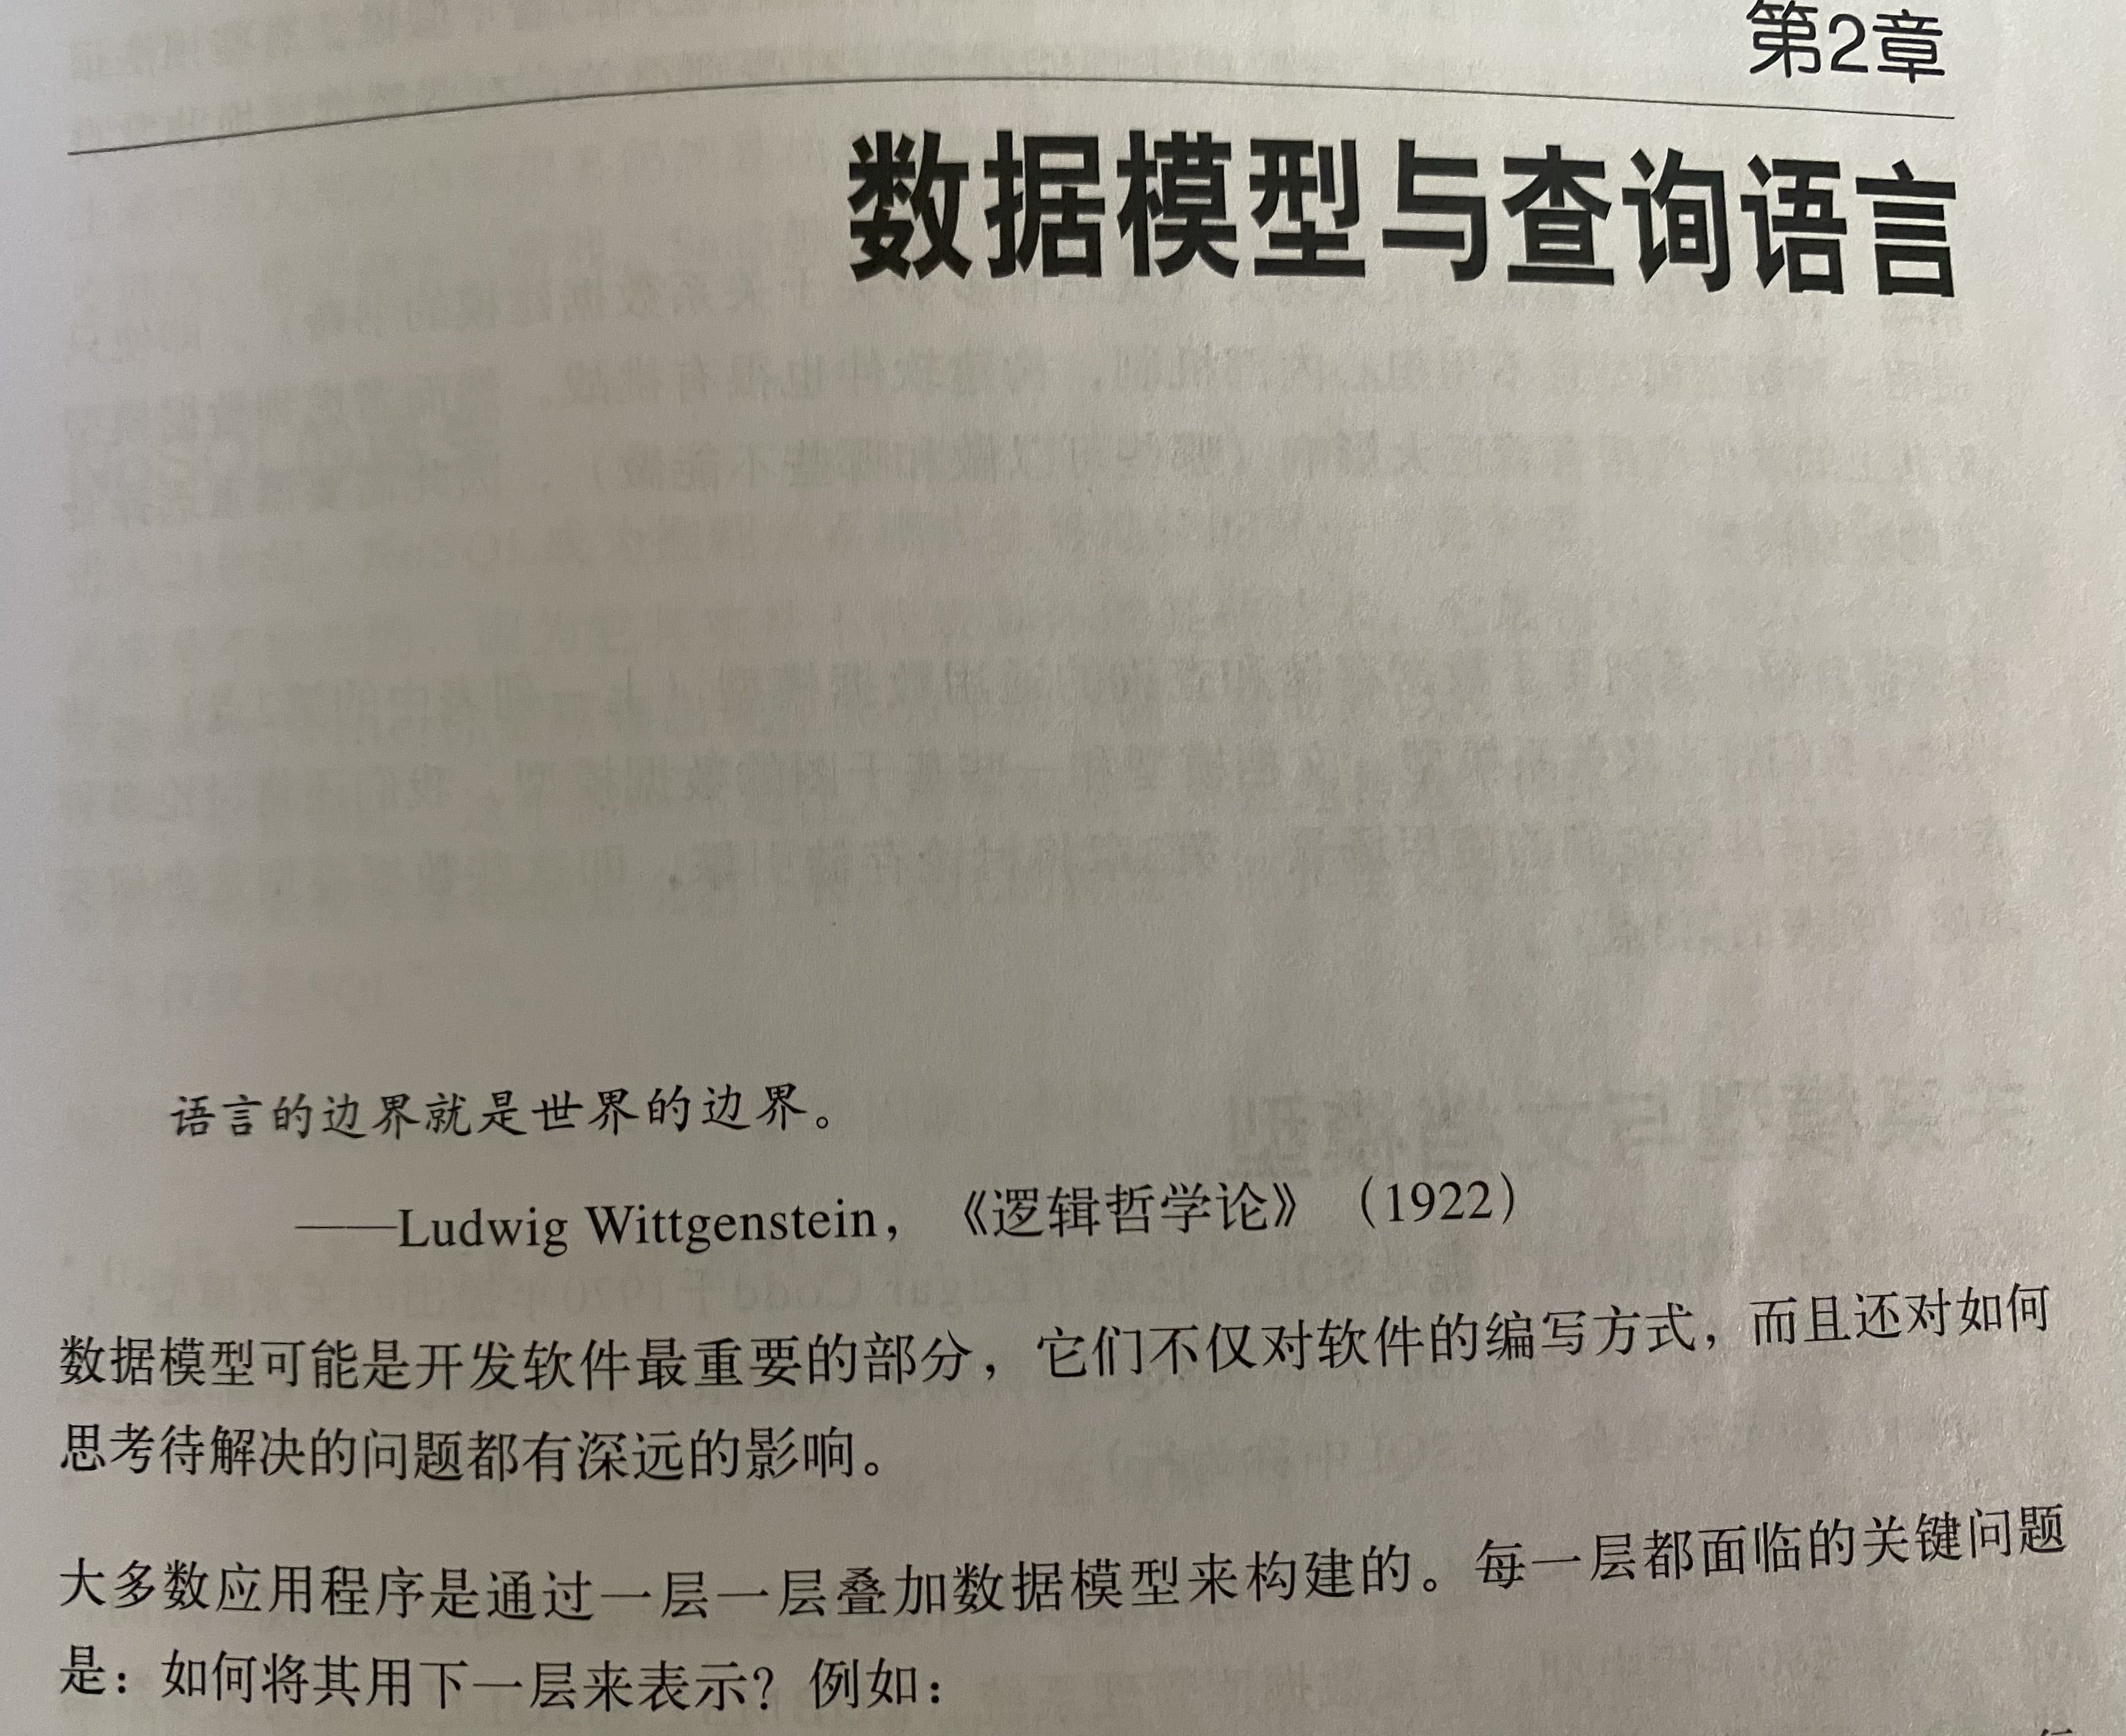 第2章
数据模型与查询语言
语言的边界就是世界的边界。
——Ludwig Wittgenstein，《逻辑哲学论》（1922）
数据模型可能是开发软件最重要的部分，它们不仅对软件的编写方式，而且还对如何
思考待解决的问题都有深远的影响。
大多数应用程序是通过一层一层叠加数据模型来构建的。每一层都面临的关键问题
是：如何将其用下一层来表示？例如：